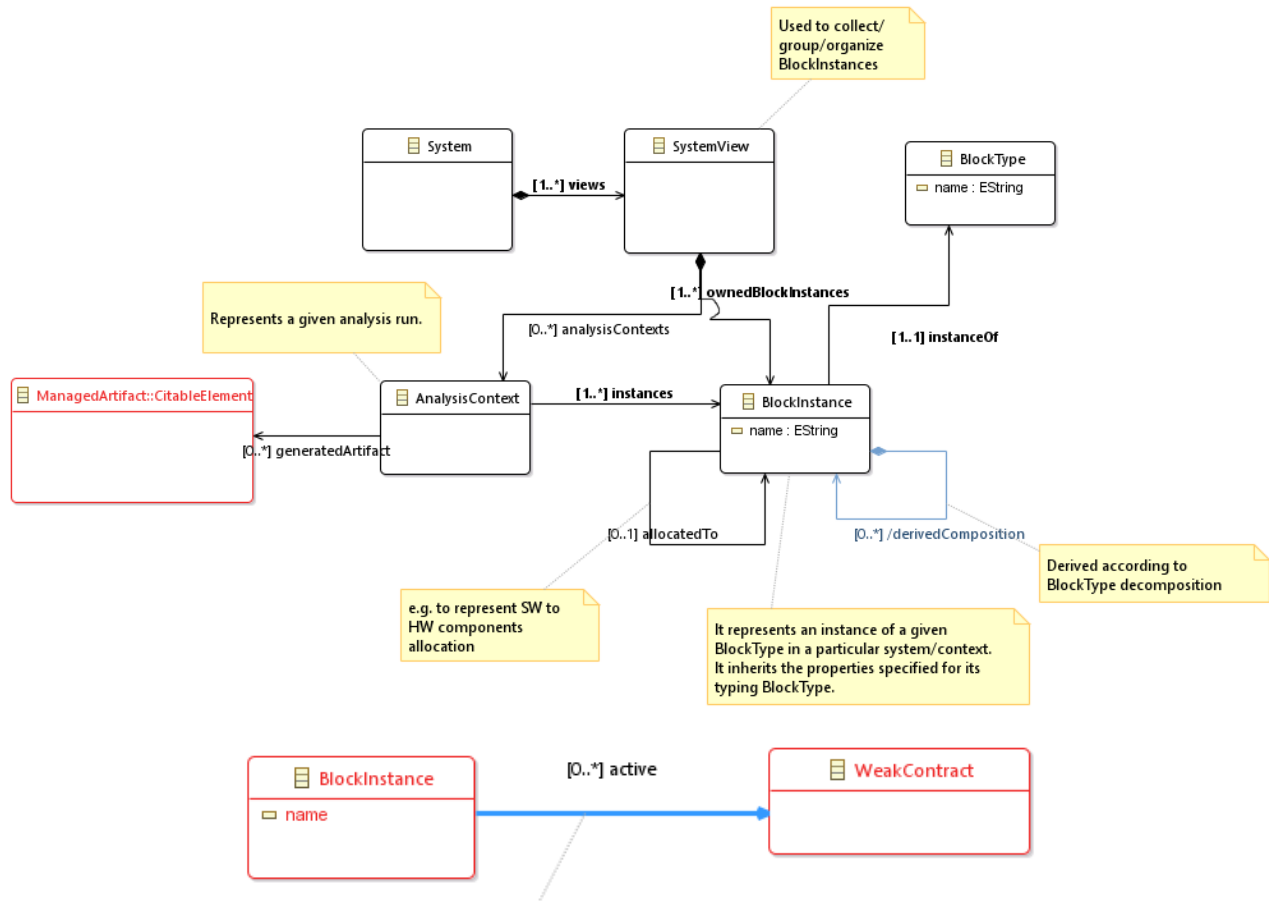 Used to collect/
group/organize
BlockInstances
System
SystemView
BlockType
name : EString
[1..*] views
[1..*] ownedBlockInstances
Represents a given analysis run.
[0..*] analysisContexts
[1..1] instanceOf
ManagedArtifact::CitableElement
AnalysisContext
[1..*] instances
BlockInstance
name : EString
[0..*] generatedArtifact
[0..1] allocatedTo
[0..*] /derivedComposition
Derived according to
BlockType decomposition
e.g. to represent SW to
HW components
allocation
It represents an instance of a given
BlockType in a particular system/context.
It inherits the properties specified for its
typing BlockType.
BlockInstance
name
[0..*] active
WeakContract